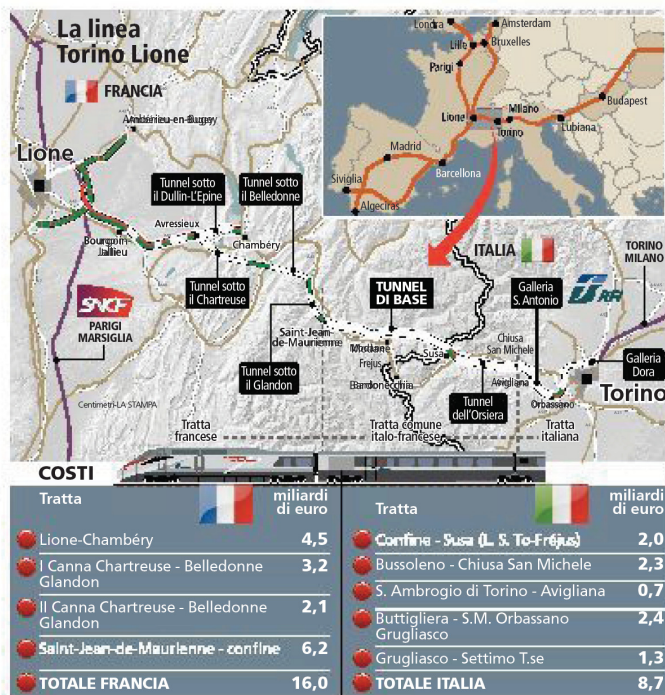 La linea
Torino Lione
FRANCIA
Ambérieu-en-Bugey
Lione
Tunnel sotto
il Dullin-L'Epine
Tunnel sotto
il Belledonne
Avressieux
Bourgoin-
Jallieu
Chambéry
Tunnel sotto
il Chartreuse
SNCF
PARIGI
MARSIGLIA
Saint-Jean
de-Maurienne
Tunnel sotto
il Glandon
Centimetri-LA STAMPA
Londra
Amsterdam
Lille
Bruxelles
Parigi
Lione
Milano
Torino
Lubiana
Budapest
Madrid
Barcellona
Siviglia
Algeciras
ITALIA
TORINO
MILANO
TUNNEL
DI BASE
Galleria
S. Antonio
Modane
Frejus
Bardonecchia
Susa
Chiusa
San Michele
Avigliana
Orbassano
Galleria
Dora
Torino
Tunnel
dell'Orsiera
Tratta
francese
Tratta comune
italo-francese
Tratta
italiana
COSTI
Tratta
miliardi
di euro
Lione-Chambéry 4,5
I Canna Chartreuse - Belledonne
Glandon 3,2
II Canna Chartreuse - Belledonne
Glandon 2,1
Saint-Jean-de-Maurienne - confine 6,2
TOTALE FRANCIA 16,0
Tratta
miliardi
di euro
Confine - Susa (L. S. To-Fréjus) 2,0
Bussoleno - Chiusa San Michele 2,3
S. Ambrogio di Torino - Avigliana 0,7
Buttigliera - S.M. Orbassano
Grugliasco 2,4
Grugliasco - Settimo T.se 1,3
TOTALE ITALIA 8,7